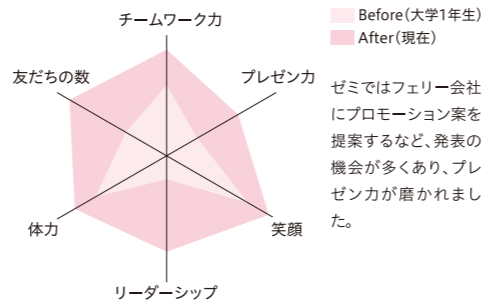 チームワーク力
プレゼン力
笑顔
リーダーシップ
体力
友だちの数
Before（大学1年生）
After（現在）
ゼミではフェリー会社
にプロモーション案を
提案するなど、発表の
機会が多くあり、プレ
ゼン力が磨かれまし
た。